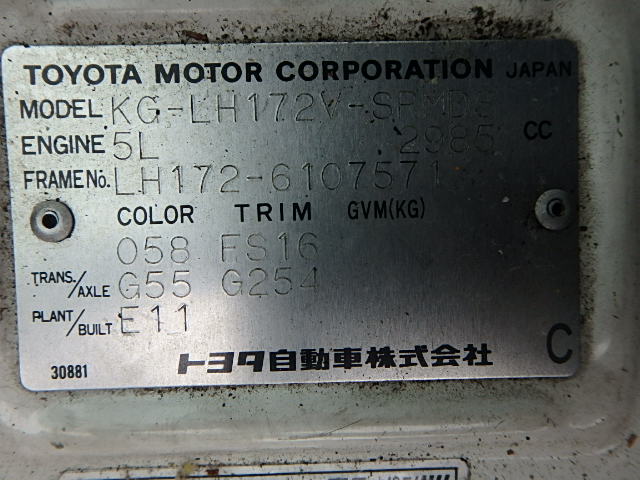 TOYOTA MOTOR CORPORATION JAPAN
MODEL KG-LH172V-SRMDS
ENGINE 5L 2985 CC
FRAME No. LH172-6107571
COLOR TRIM GVM(KG)
058 FS16
TRANS./AXLE G55 G254
PLANT/BUILT E11
30881 トヨタ自動車株式会社 C